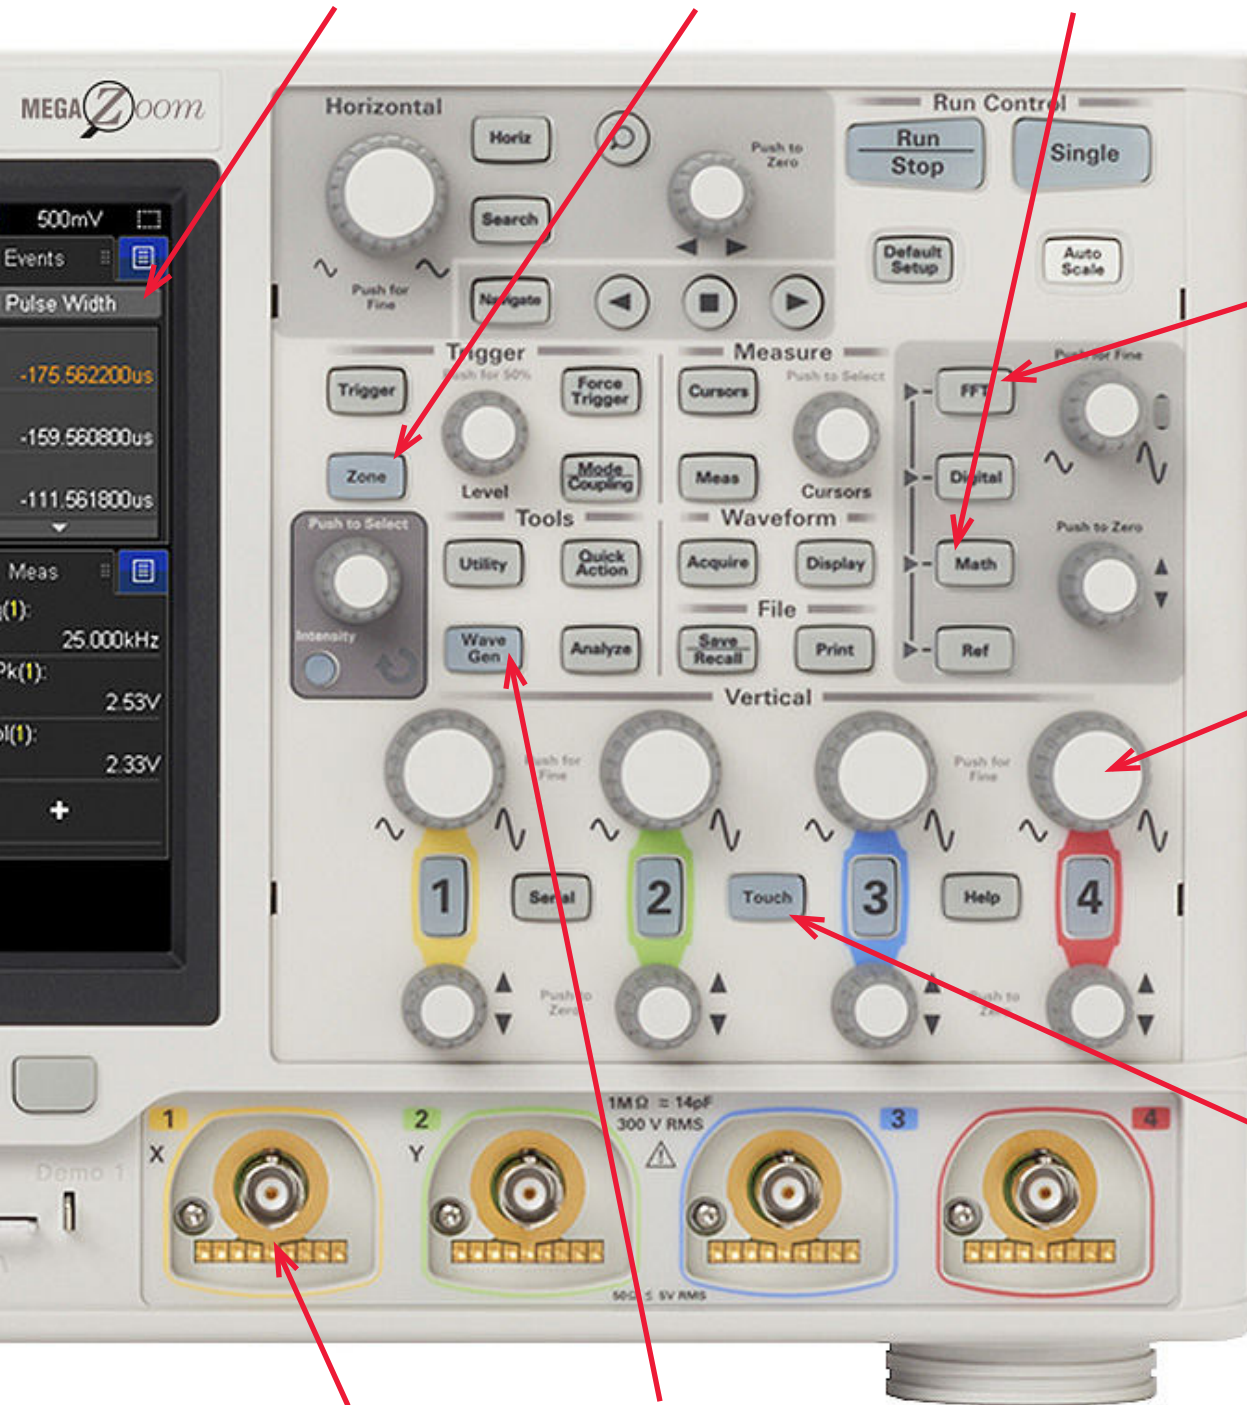 MEGA Zoom
500mV
Events
Pulse Width
-175.562200us
-159.560800us
-111.561800us
Meas
(1):
25.000kHz
Pk(1):
2.53V
(1):
2.33V
Horizontal
Horiz
Search
Navigate
Push for
Fine
Push to
Zero
Run Control
Run
Stop
Single
Default
Setup
Auto
Scale
Trigger
Push for 50%
Trigger
Force
Trigger
Zone
Level
Mode
Coupling
Measure
Push to Select
Cursors
Meas
Cursors
Push for Fine
FFT
Digital
Push to Zero
Math
Ref
Push to Select
Intensity
Tools
Utility
Quick
Action
Wave
Gen
Analyze
Waveform
Acquire
Display
File
Save
Recall
Print
Vertical
Push for
Fine
Push for
Fine
1
Serial
2
Touch
3
Help
4
Push to
Zero
Push to
Zero
1
X
2
Y
1MΩ ≂ 14pF
300 V RMS
3
4
Demo 1
50Ω ≤ 5V RMS